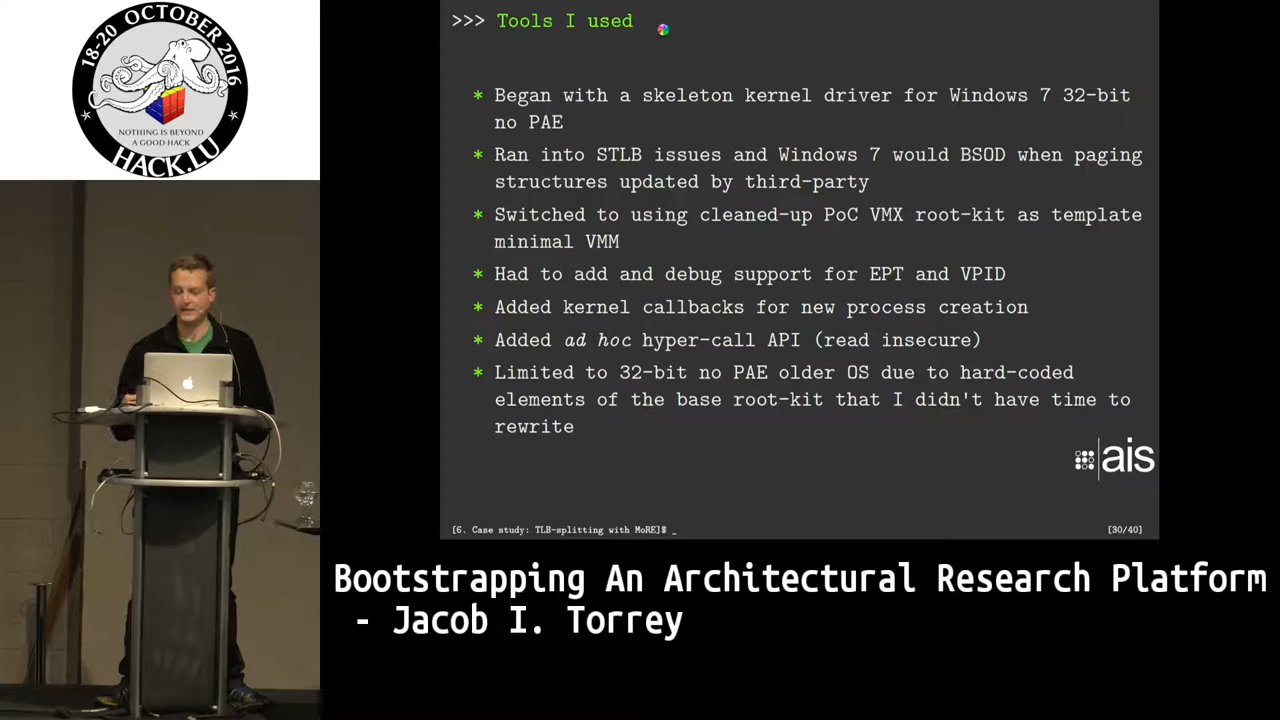 18-20 OCTOBER 2016
NOTHING IS BEYOND
A GOOD HACK
HACK.LU
>>> Tools I used
* Began with a skeleton kernel driver for Windows 7 32-bit
no PAE
* Ran into STLB issues and Windows 7 would BSOD when paging
structures updated by third-party
* Switched to using cleaned-up PoC VMX root-kit as template
minimal VMM
* Had to add and debug support for EPT and VPID
* Added kernel callbacks for new process creation
* Added ad hoc hyper-call API (read insecure)
* Limited to 32-bit no PAE older OS due to hard-coded
elements of the base root-kit that I didn't have time to
rewrite
ais
[6. Case study: TLB-splitting with MoRE]$ _
[30/40]
Bootstrapping An Architectural Research Platform
- Jacob I. Torrey